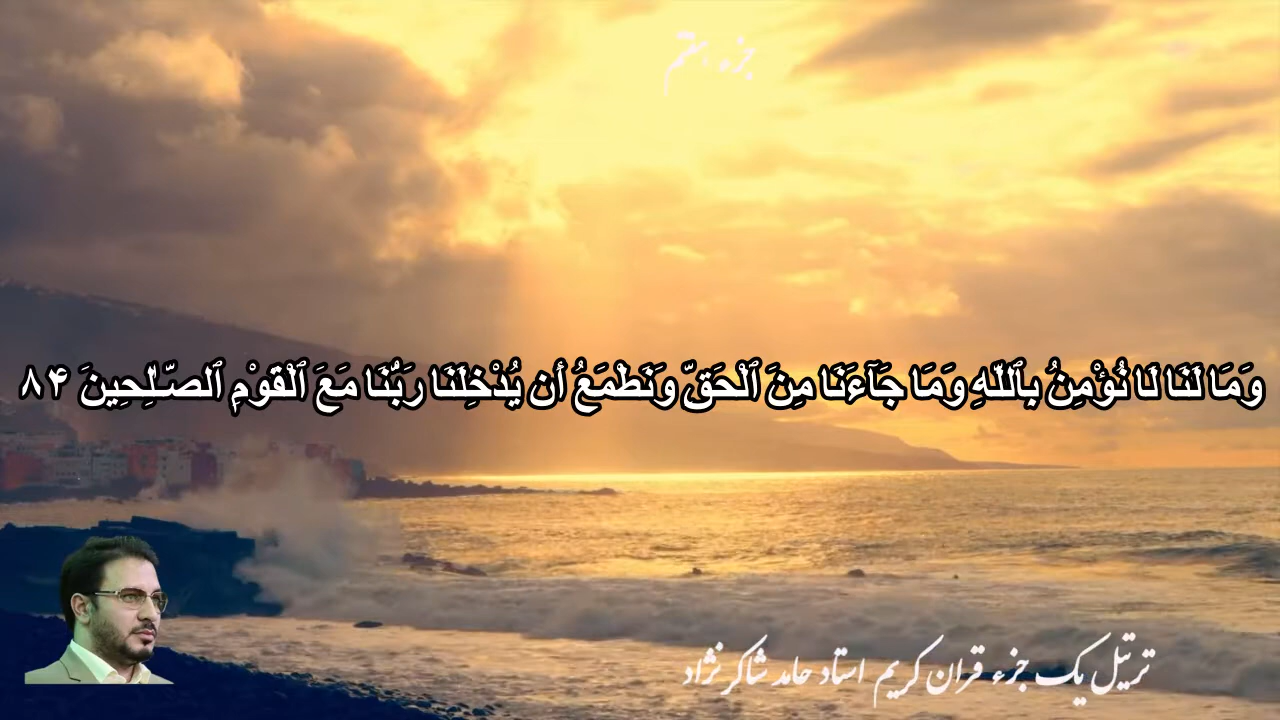 جزء هفتم
وَمَا لَنَا لَا نُؤْمِنُ بِٱللَّهِ وَمَا جَآءَنَا مِنَ ٱلْحَقِّ وَنَطْمَعُ أَن يُدْخِلَنَا رَبُّنَا مَعَ ٱلْقَوْمِ ٱلصَّـٰلِحِينَ ۸۴
ترتیل یک جزء قران کریم استاد حامد شاکرنژاد